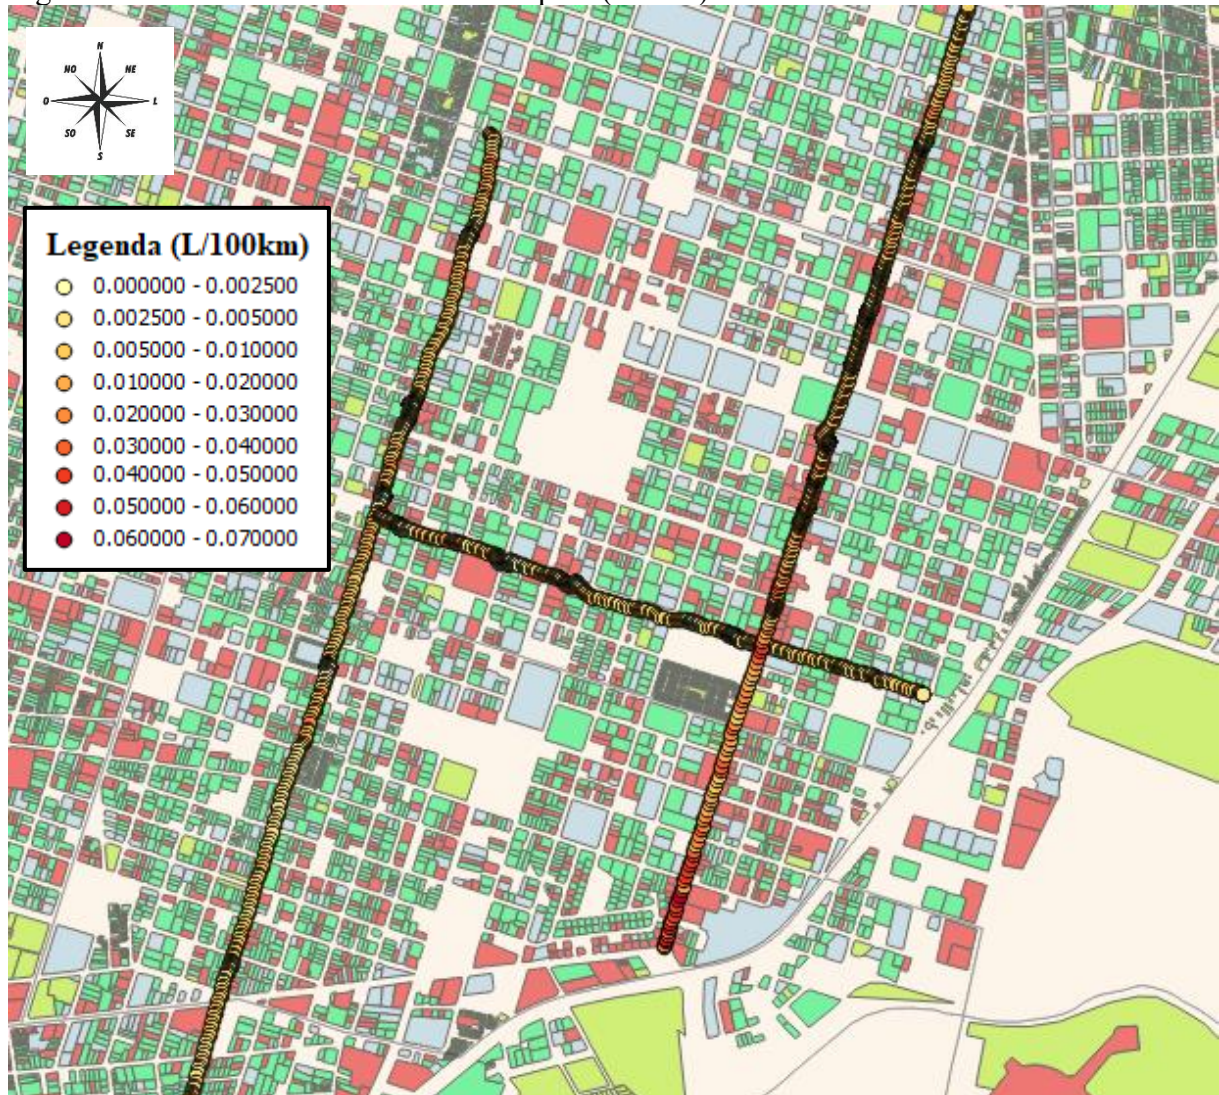 N
NO NE
O L
SO SE
S
Legenda (L/100km)
0.000000 - 0.002500
0.002500 - 0.005000
0.005000 - 0.010000
0.010000 - 0.020000
0.020000 - 0.030000
0.030000 - 0.040000
0.040000 - 0.050000
0.050000 - 0.060000
0.060000 - 0.070000